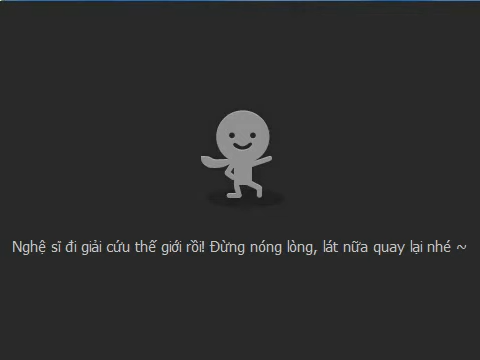 Nghệ sĩ đi giải cứu thế giới rồi! Đừng nóng lòng, lát nữa quay lại nhé ~